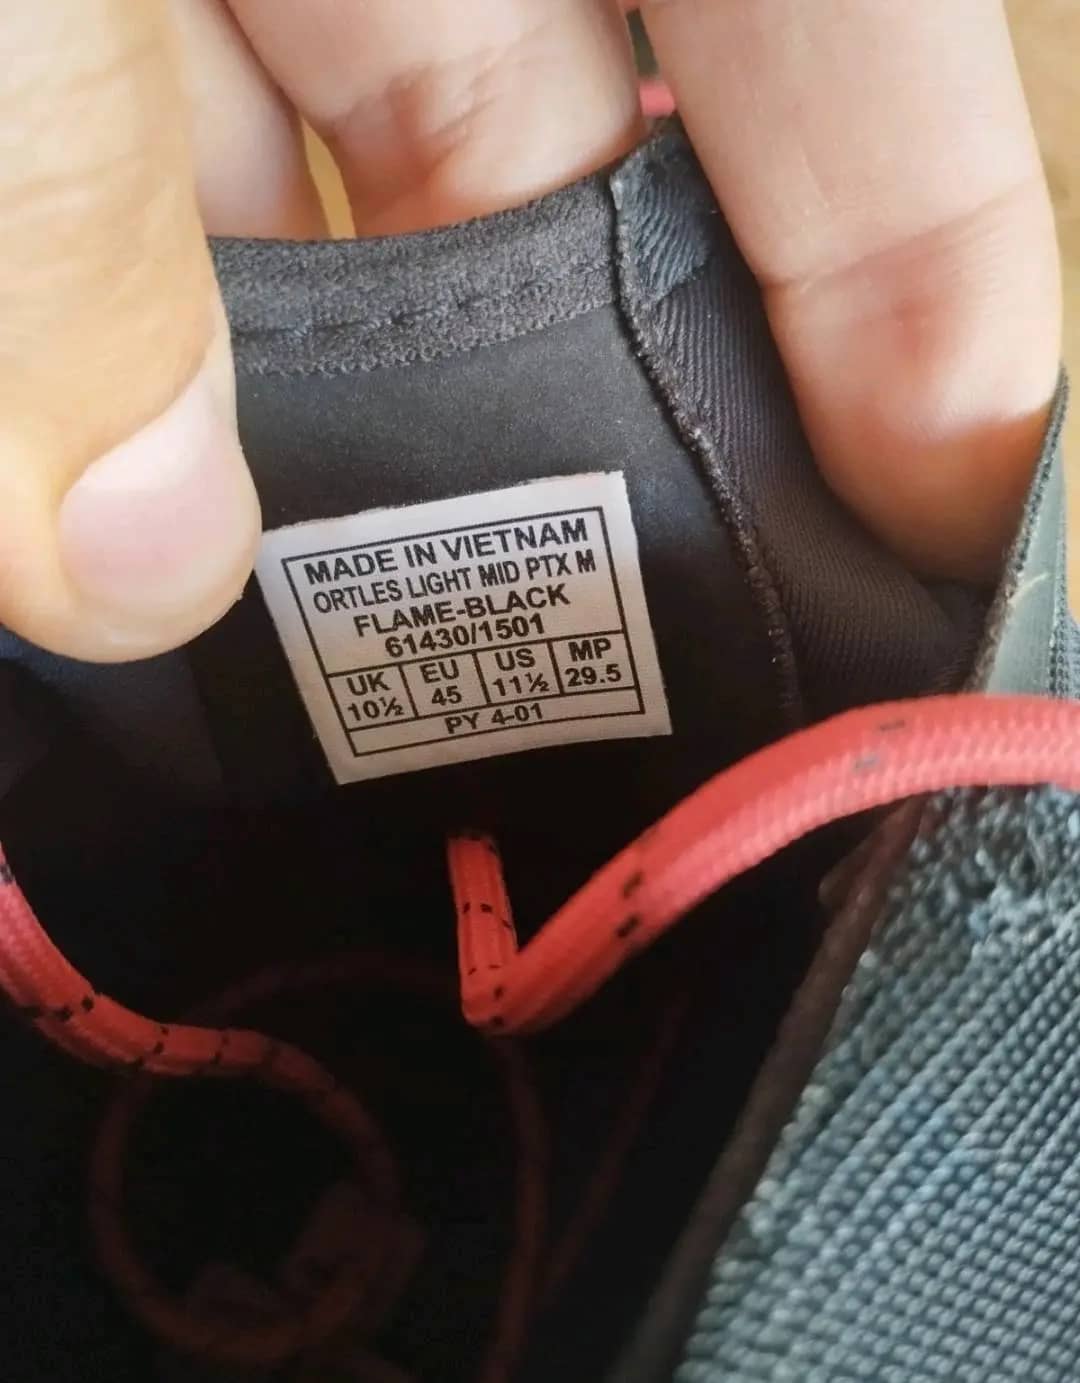 MADE IN VIETNAM
ORTLES LIGHT MID PTX M
FLAME-BLACK
61430/1501
UK EU US MP
10½ 45 11½ 29.5
PY 4-01